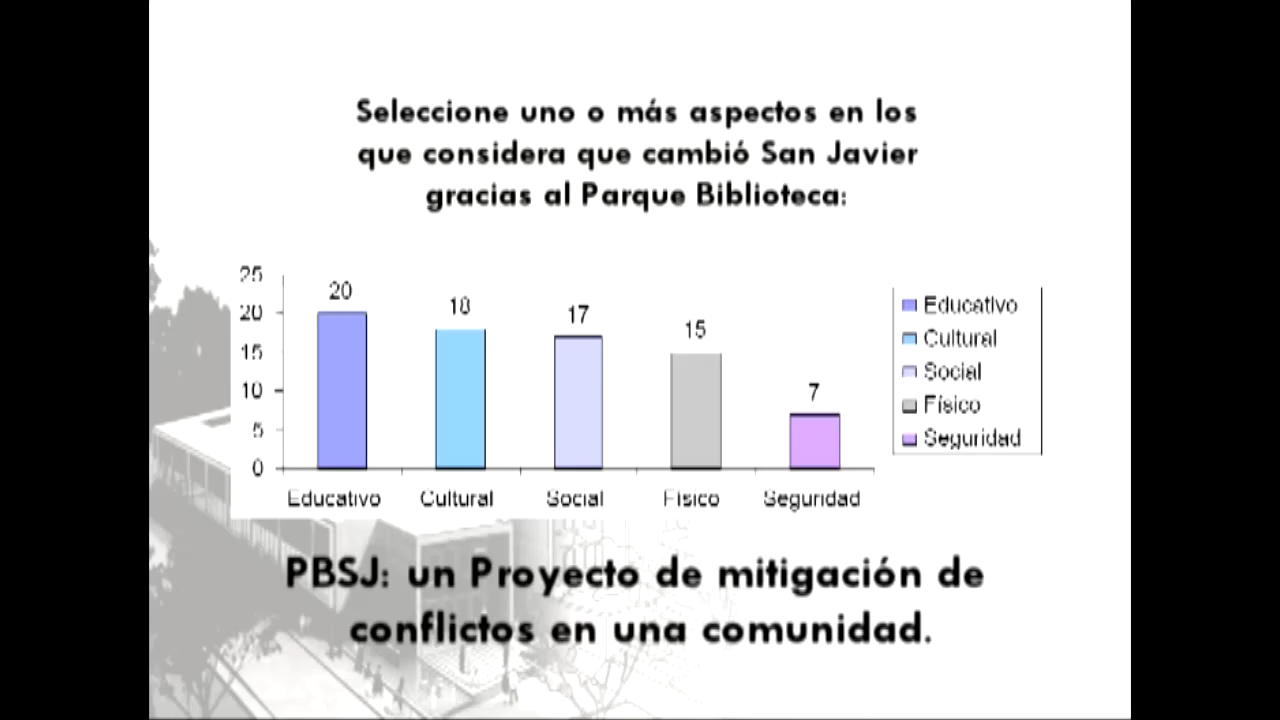 Seleccione uno o más aspectos en los
que considera que cambió San Javier
gracias al Parque Biblioteca:
25
20
15
10
5
0
20
18
17
15
7
Educativo
Cultural
Social
Físico
Seguridad
Educativo
Cultural
Social
Físico
Seguridad
PBSJ: un Proyecto de mitigación de
conflictos en una comunidad.